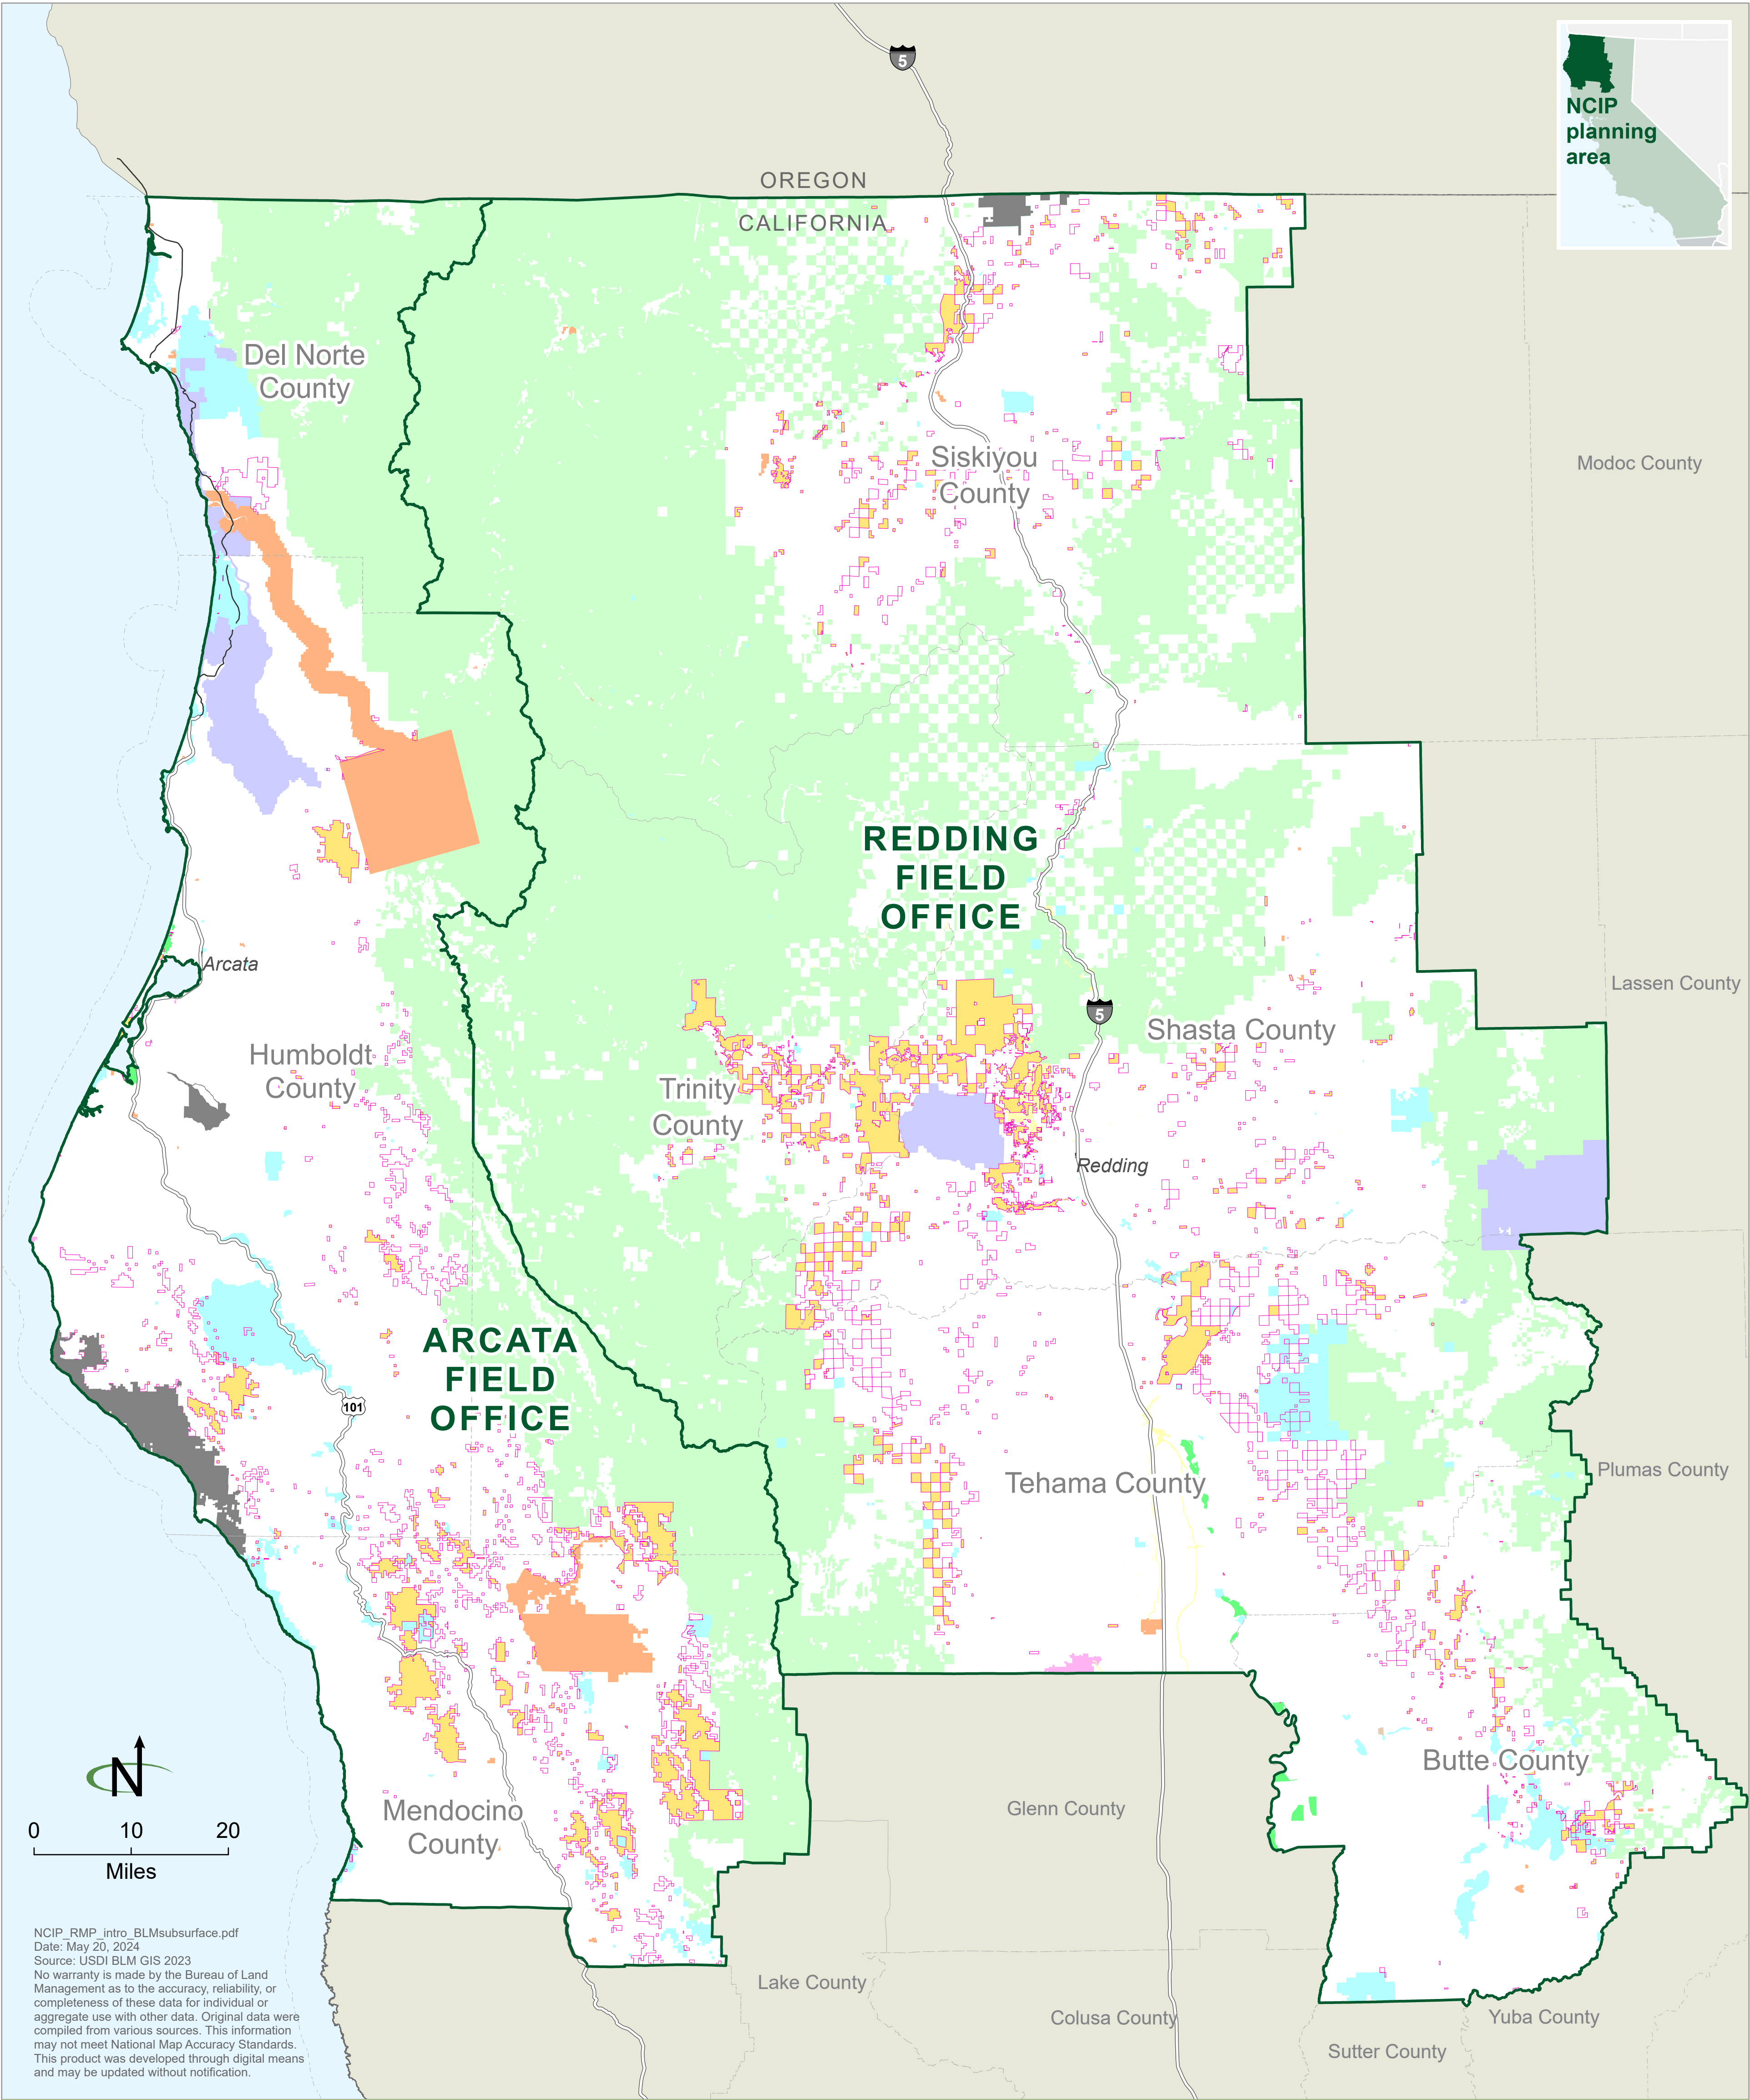 5
NCIP
planning
area
OREGON
CALIFORNIA
Del Norte
County
Siskiyou
County
Modoc County
REDDING
FIELD
OFFICE
Arcata
Lassen County
5
Shasta County
Humboldt
County
Trinity
County
Redding
ARCATA
FIELD
OFFICE
101
Tehama County
Plumas County
N
Butte County
Mendocino
County
Glenn County
0 10 20
Miles
NCIP_RMP_intro_BLMsubsurface.pdf
Date: May 20, 2024
Source: USDI BLM GIS 2023
No warranty is made by the Bureau of Land
Management as to the accuracy, reliability, or
completeness of these data for individual or
aggregate use with other data. Original data were
compiled from various sources. This information
may not meet National Map Accuracy Standards.
This product was developed through digital means
and may be updated without notification.
Lake County
Colusa County
Yuba County
Sutter County